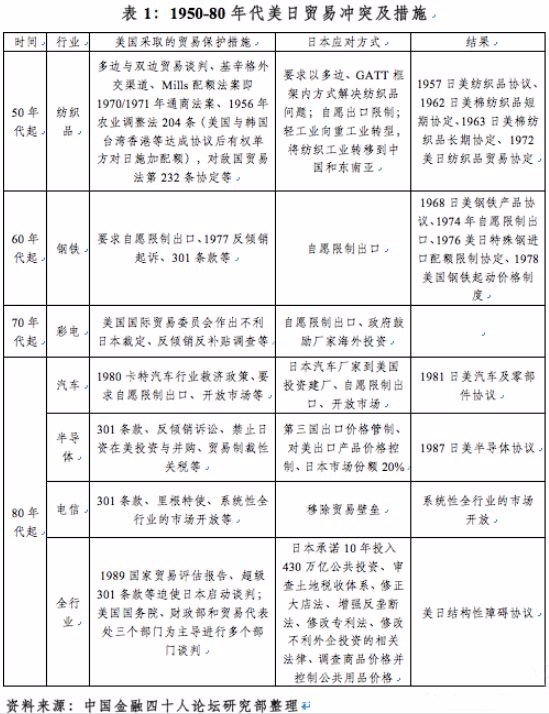 表 1：1950-80 年代美日贸易冲突及措施
时间 行业 美国采取的贸易保护措施 日本应对方式 结果
50 年
代起
纺织
品
多边与双边贸易谈判、基辛格外
交渠道、Mills 配额法案即
1970/1971 年通商法案、1956 年
农业调整法 204 条（美国与韩国
台湾香港等达成协议后有权单
方对日施加配额），对敌国贸易
法第 232 条协定等
要求以多边、GATT 框
架内方式解决纺织品
问题；自愿出口限制；
轻工业向重工业转型，
将纺织工业转移到中
国和东南亚
1957 日美纺织品协议、
1962 日美棉纺织品短
期协定、1963 日美棉纺
织品长期协定、1972
美日纺织品贸易协定
60 年
代起
钢铁
要求自愿限制出口、1977 反倾销
起诉、301 条款等
自愿限制出口
1968 日美钢铁产品协
议、1974 年自愿限制出
口、1976 美日特殊钢进
口配额限制协定、1978
美国钢铁起动价格制
度
70 年
代起
彩电
美国国际贸易委员会作出不利
日本裁定、反倾销反补贴调查等
自愿限制出口、政府鼓
励厂家海外投资
80 年
代起
汽车
1980 卡特汽车行业救济政策、要
求自愿限制出口、开放市场等
日本汽车厂家到美国
投资建厂、自愿限制出
口、开放市场
1981 日美汽车及零部
件协议
半导
体
301 条款、反倾销诉讼、禁止日
资在美投资与并购、贸易制裁性
关税等
第三国出口价格管制、
对美出口产品价格控
制、日本市场份额 20%
1987 日美半导体协议
电信
301 条款、里根特使、系统性全
行业的市场开放等
移除贸易壁垒
系统性全行业的市场
开放
全行
业
1989 国家贸易评估报告、超级
301 条款等迫使日本启动谈判；
美国国务院、财政部和贸易代表
处三个部门为主导进行多个部
门谈判
日本承诺 10 年投入
430 万亿公共投资、审
查土地税收体系、修正
大店法、增强反垄断
法、修改专利法、修改
不利外企投资的相关
法律、调查商品价格并
控制公共用品价格
美日结构性障碍协议
资料来源：中国金融四十人论坛研究部整理